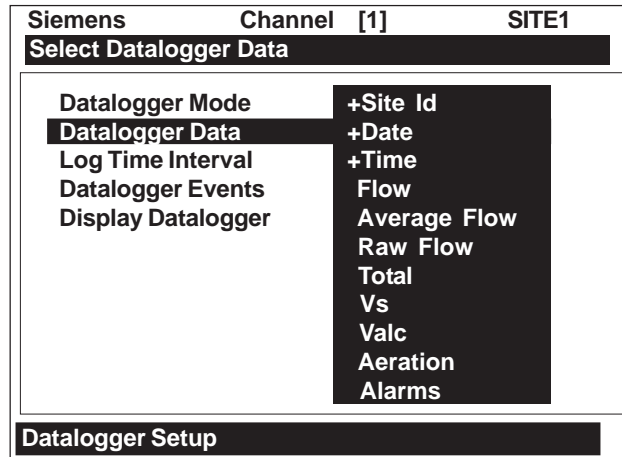 Siemens Channel [1] SITE1
Select Datalogger Data
Datalogger Mode
Datalogger Data
Log Time Interval
Datalogger Events
Display Datalogger
+Site Id
+Date
+Time
Flow
Average Flow
Raw Flow
Total
Vs
Valc
Aeration
Alarms
Datalogger Setup